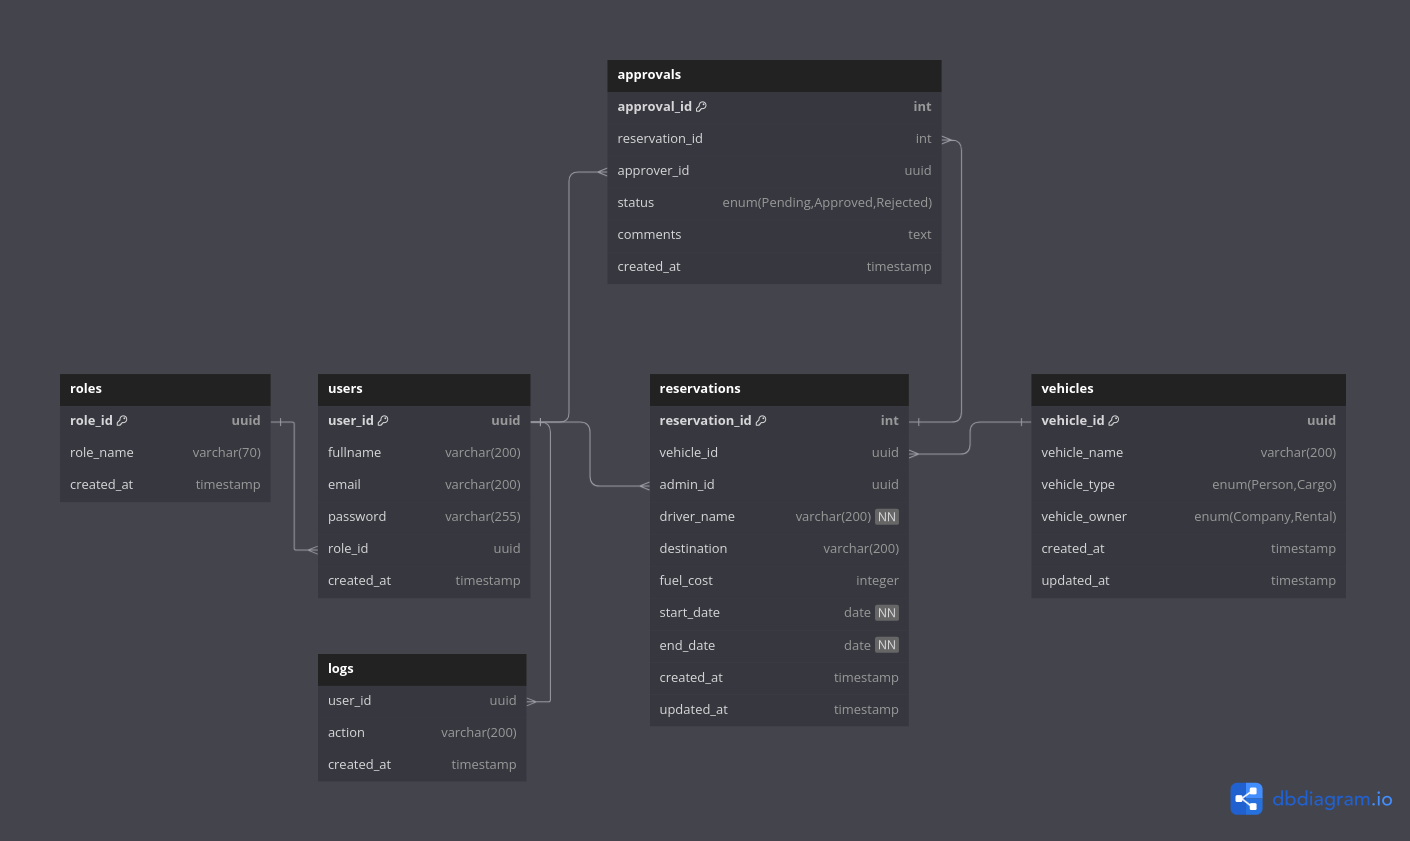 approvals
approval_id int
reservation_id int
approver_id uuid
status enum(Pending,Approved,Rejected)
comments text
created_at timestamp
roles
role_id uuid
role_name varchar(70)
created_at timestamp
users
user_id uuid
fullname varchar(200)
email varchar(200)
password varchar(255)
role_id uuid
created_at timestamp
reservations
reservation_id int
vehicle_id uuid
admin_id uuid
driver_name varchar(200) NN
destination varchar(200)
fuel_cost integer
start_date date NN
end_date date NN
created_at timestamp
updated_at timestamp
vehicles
vehicle_id uuid
vehicle_name varchar(200)
vehicle_type enum(Person,Cargo)
vehicle_owner enum(Company,Rental)
created_at timestamp
updated_at timestamp
logs
user_id uuid
action varchar(200)
created_at timestamp
dbdiagram.io